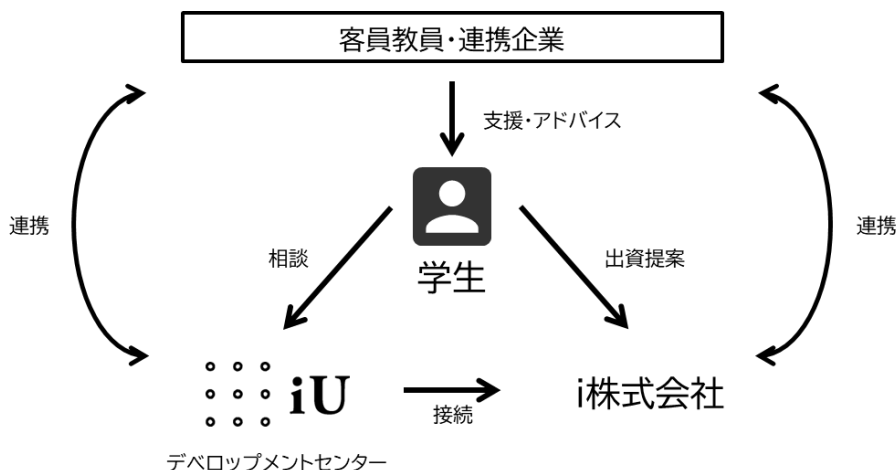 客員教員・連携企業
支援・アドバイス
連携
連携
相談
出資提案
学生
iU
i株式会社
接続
デベロップメントセンター